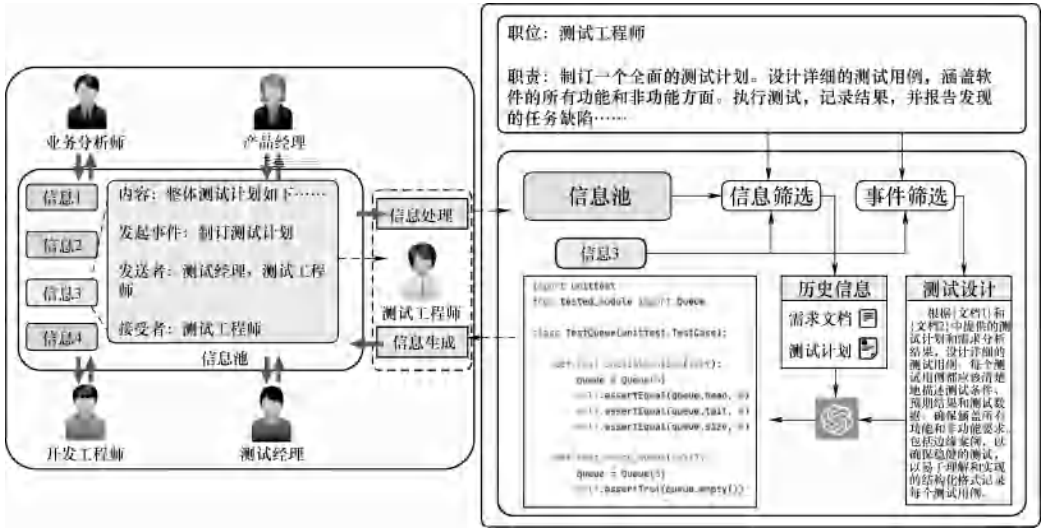 业务分析师
产品经理
信息1
信息2
信息3
信息4
内容：整体测试计划如下……
发起事件：制订测试计划
发送者：测试经理，测试工程
师
接受者：测试工程师
信息池
开发工程师
测试经理
信息处理
测试工程师
信息生成
职位：测试工程师
职责：制订一个全面的测试计划。设计详细的测试用例，涵盖软
件的所有功能和非功能方面。执行测试，记录结果，并报告发现
的任务缺陷……
信息池
信息筛选
事件筛选
信息3
import unittest
from tested_module import Queue
class TestQueue(unittest.TestCase):
queue = Queue(5)
self.assertEqual(queue.head, 0)
self.assertEqual(queue.tail, 0)
self.assertEqual(queue.size, 0)
queue = Queue(5)
self.assertTrue(queue.empty())
历史信息
需求文档
测试计划
测试设计
根据{文档1}和
{文档2}中提供的测
试计划和需求分析
结果，设计详细的
测试用例。每个测
试用例都应该清楚
地描述测试条件、
预期结果和测试数
据。确保涵盖所有
功能和非功能要求，
包括边缘案例，以
确保稳健的测试，
以易于理解和实现
的结构化格式记录
每个测试用例。